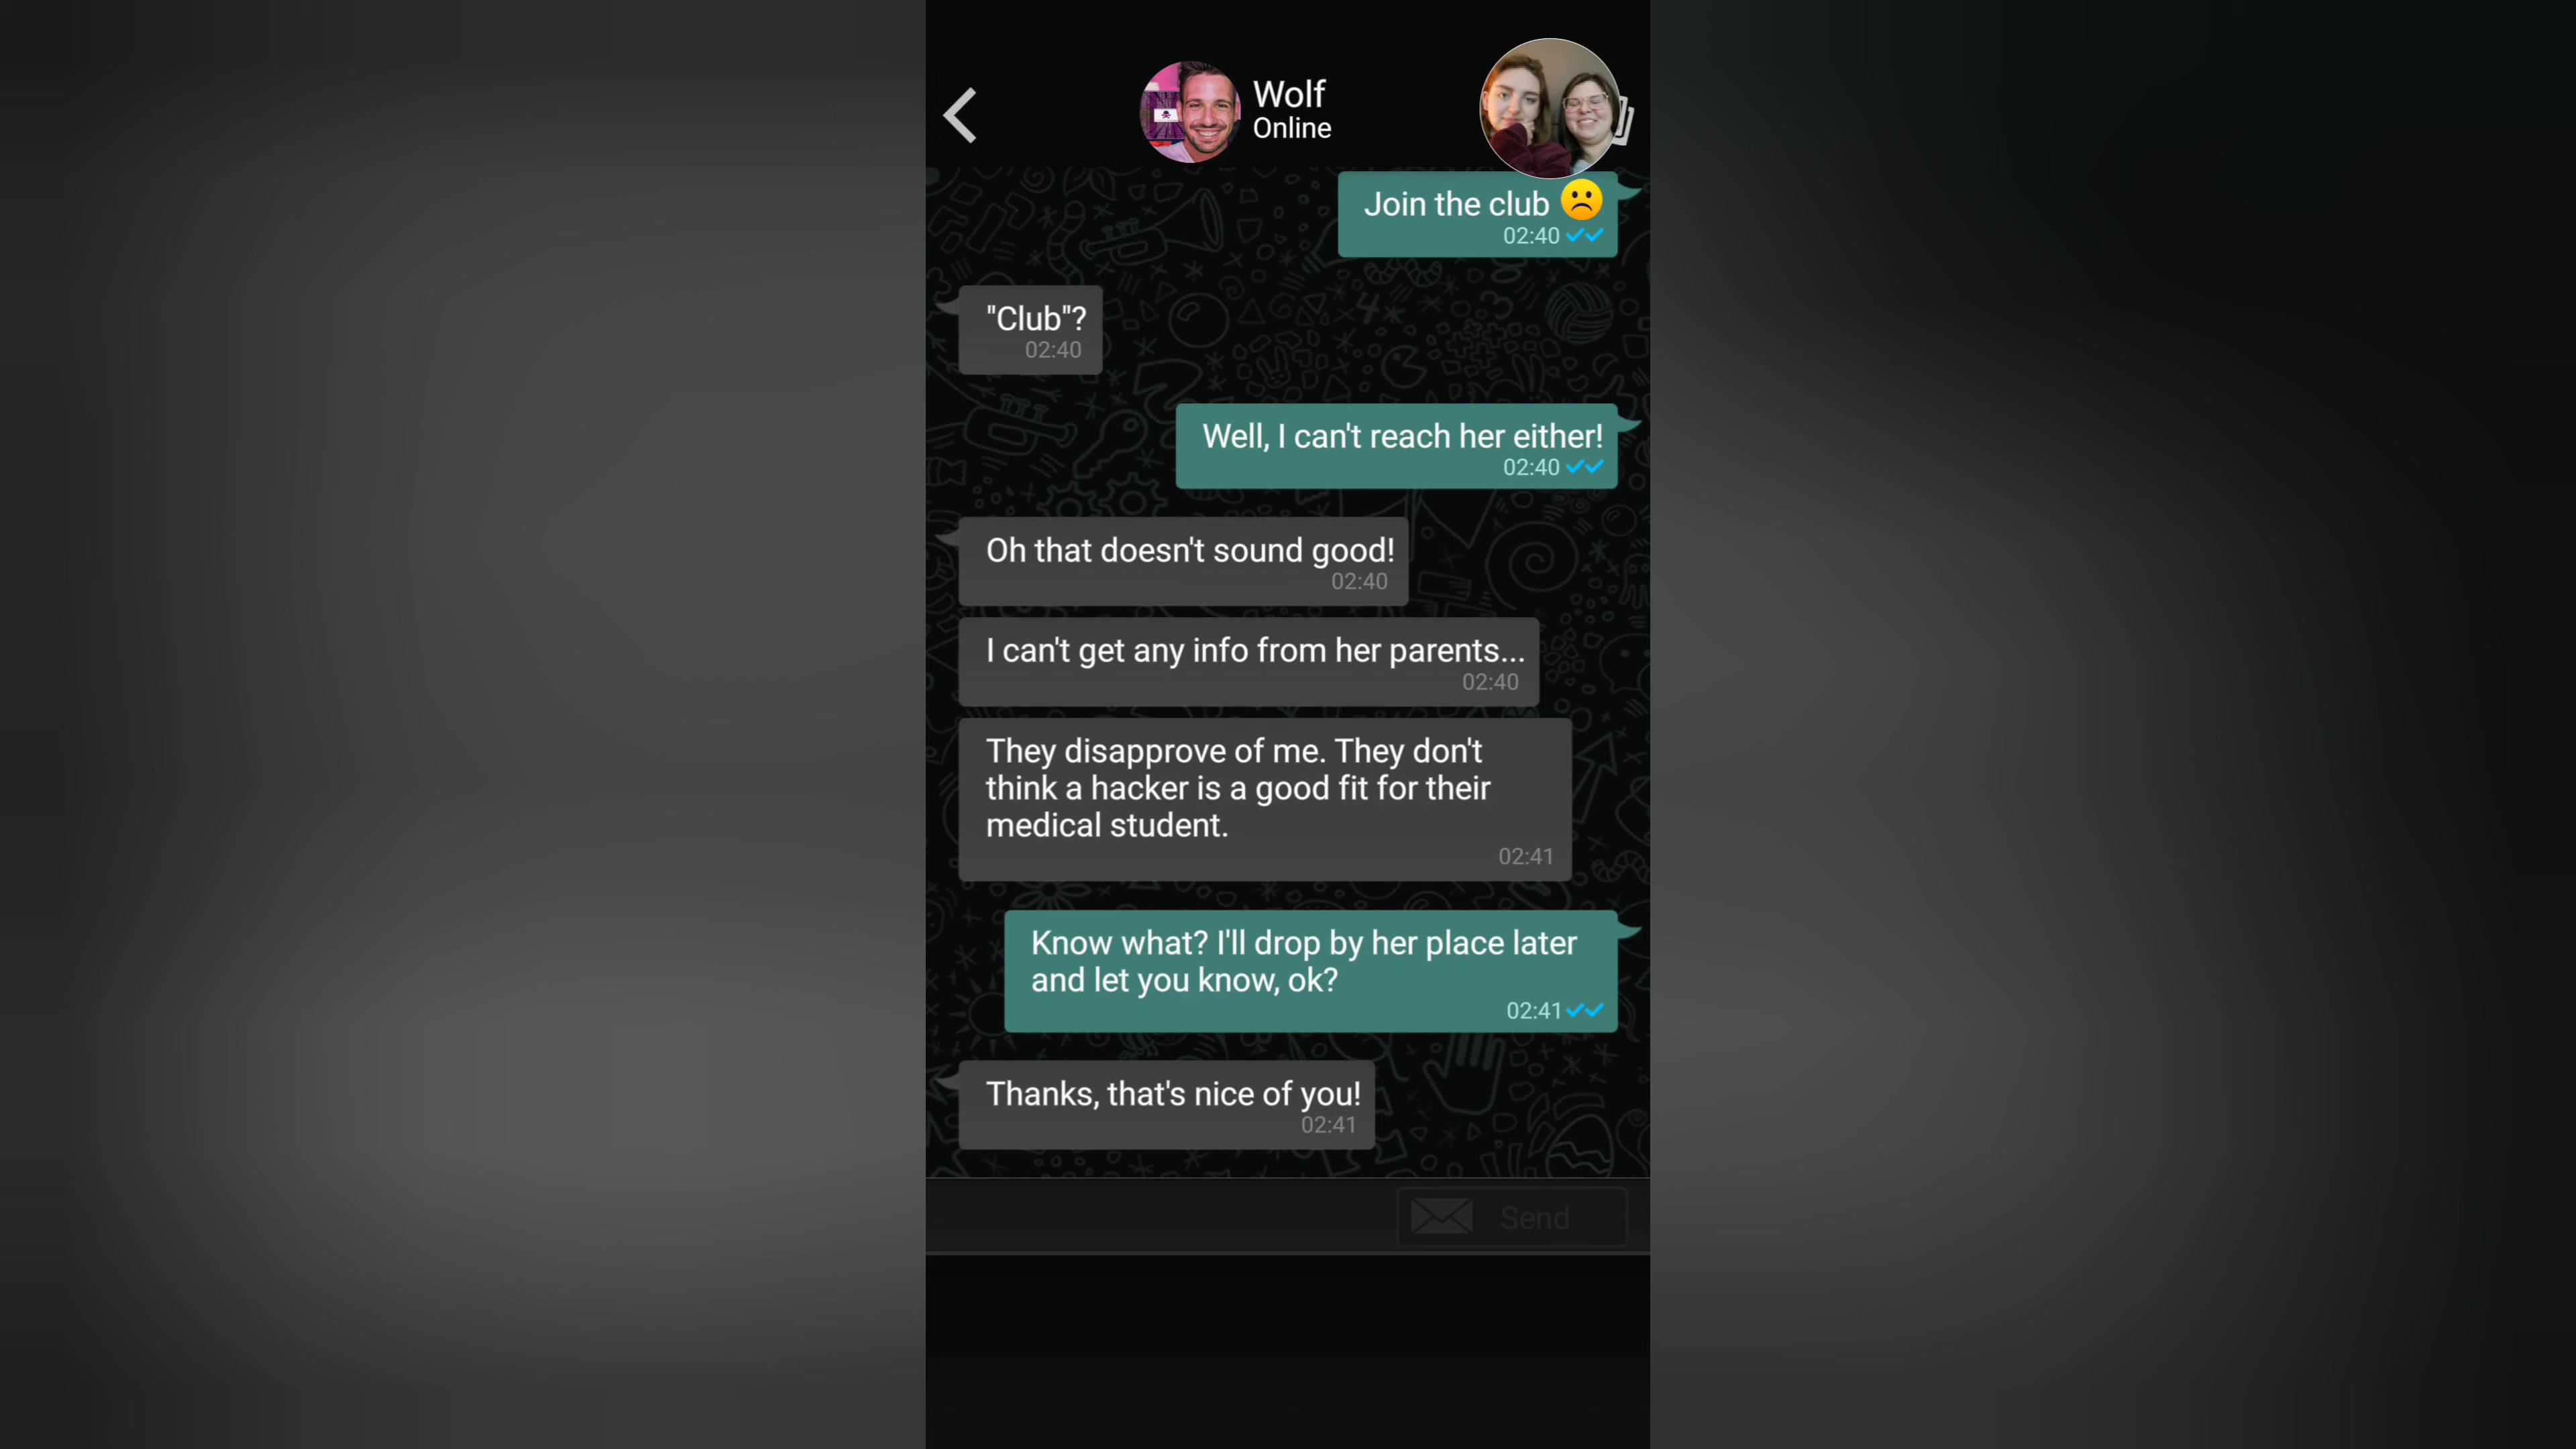 Wolf
Online
Join the club ☹️
02:40
"Club"?
02:40
Well, I can't reach her either!
02:40
Oh that doesn't sound good!
02:40
I can't get any info from her parents...
02:40
They disapprove of me. They don't
think a hacker is a good fit for their
medical student.
02:41
Know what? I'll drop by her place later
and let you know, ok?
02:41
Thanks, that's nice of you!
02:41
Send